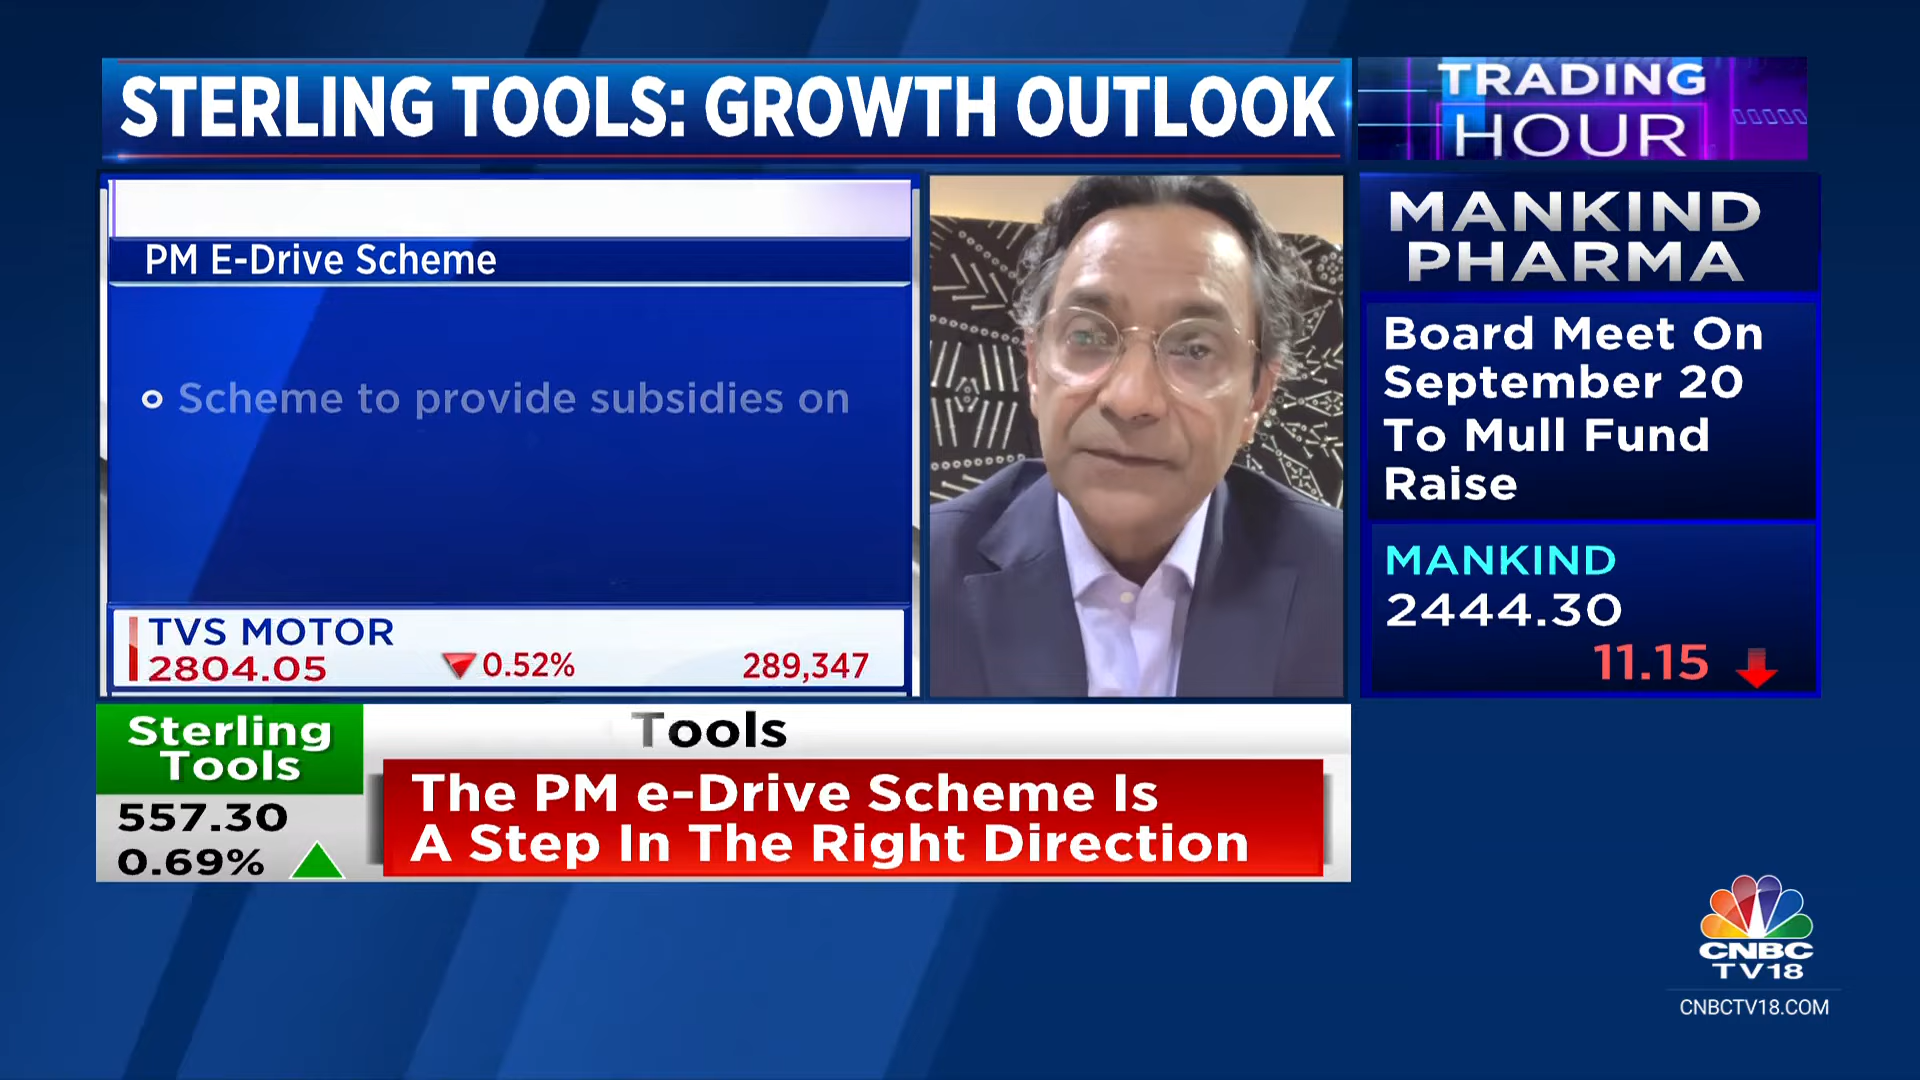 STERLING TOOLS: GROWTH OUTLOOK
TRADING
HOUR
PM E-Drive Scheme
Scheme to provide subsidies on
TVS MOTOR
2804.05 0.52% 289,347
MANKIND
PHARMA
Board Meet On
September 20
To Mull Fund
Raise
MANKIND
2444.30
11.15
Sterling
Tools
557.30
0.69%
Tools
The PM e-Drive Scheme Is
A Step In The Right Direction
CNBC
TV18
CNBCTV18.COM